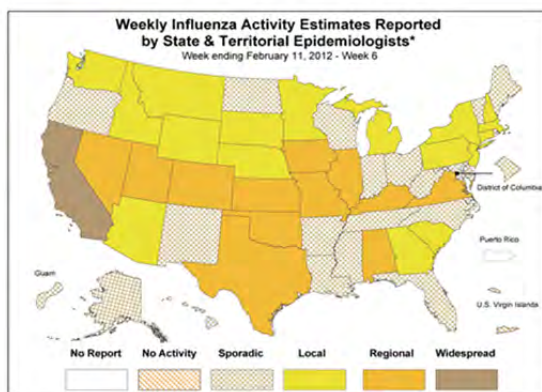 Weekly Influenza Activity Estimates Reported
by State & Territorial Epidemiologists*
Week ending February 11, 2012 - Week 6
District of Columbia
Puerto Rico
Guam
U.S. Virgin Islands
No Report No Activity Sporadic Local Regional Widespread